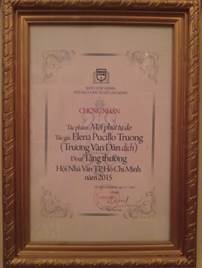 CHỨNG NHẬN
Tác phẩm: Một phút tự do
Tác giả: Elena Pucillo Truong
(Trương Văn Dân dịch)
Đoạt Tặng thưởng
Hội Nhà Văn TP. Hồ Chí Minh
năm 2015